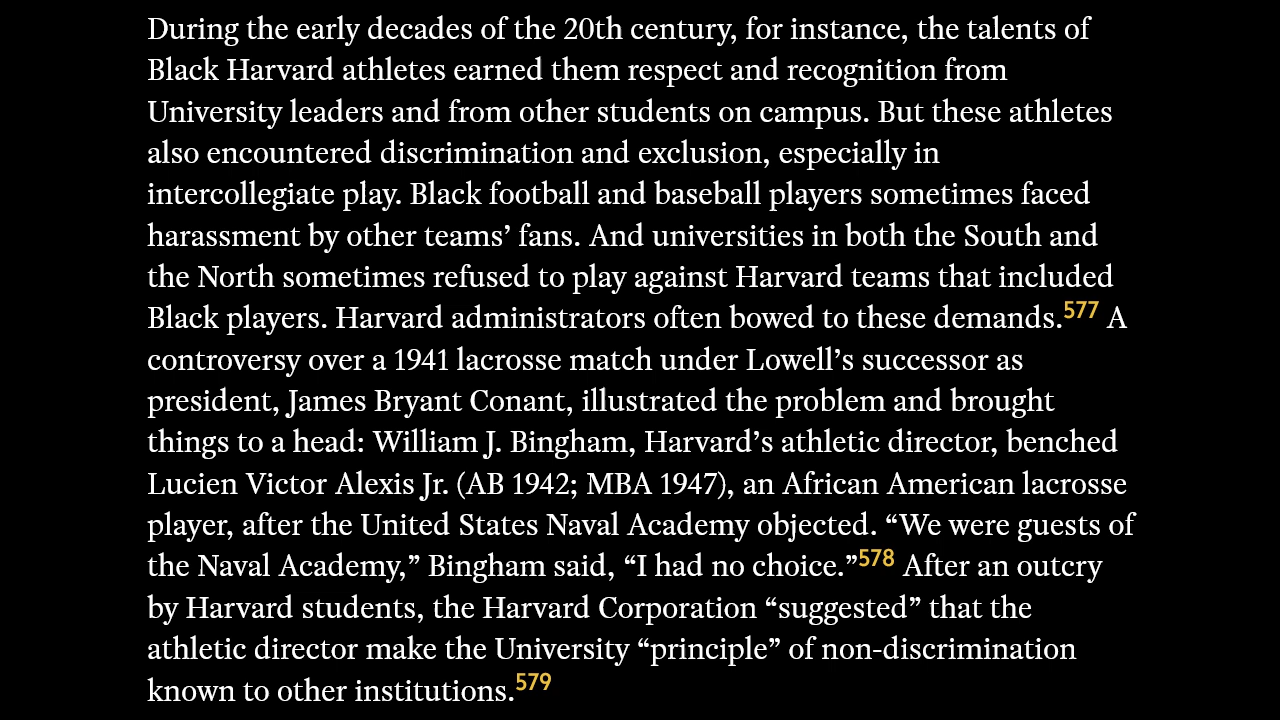 During the early decades of the 20th century, for instance, the talents of
Black Harvard athletes earned them respect and recognition from
University leaders and from other students on campus. But these athletes
also encountered discrimination and exclusion, especially in
intercollegiate play. Black football and baseball players sometimes faced
harassment by other teams’ fans. And universities in both the South and
the North sometimes refused to play against Harvard teams that included
Black players. Harvard administrators often bowed to these demands.577 A
controversy over a 1941 lacrosse match under Lowell’s successor as
president, James Bryant Conant, illustrated the problem and brought
things to a head: William J. Bingham, Harvard’s athletic director, benched
Lucien Victor Alexis Jr. (AB 1942; MBA 1947), an African American lacrosse
player, after the United States Naval Academy objected. “We were guests of
the Naval Academy,” Bingham said, “I had no choice.”578 After an outcry
by Harvard students, the Harvard Corporation “suggested” that the
athletic director make the University “principle” of non-discrimination
known to other institutions.579